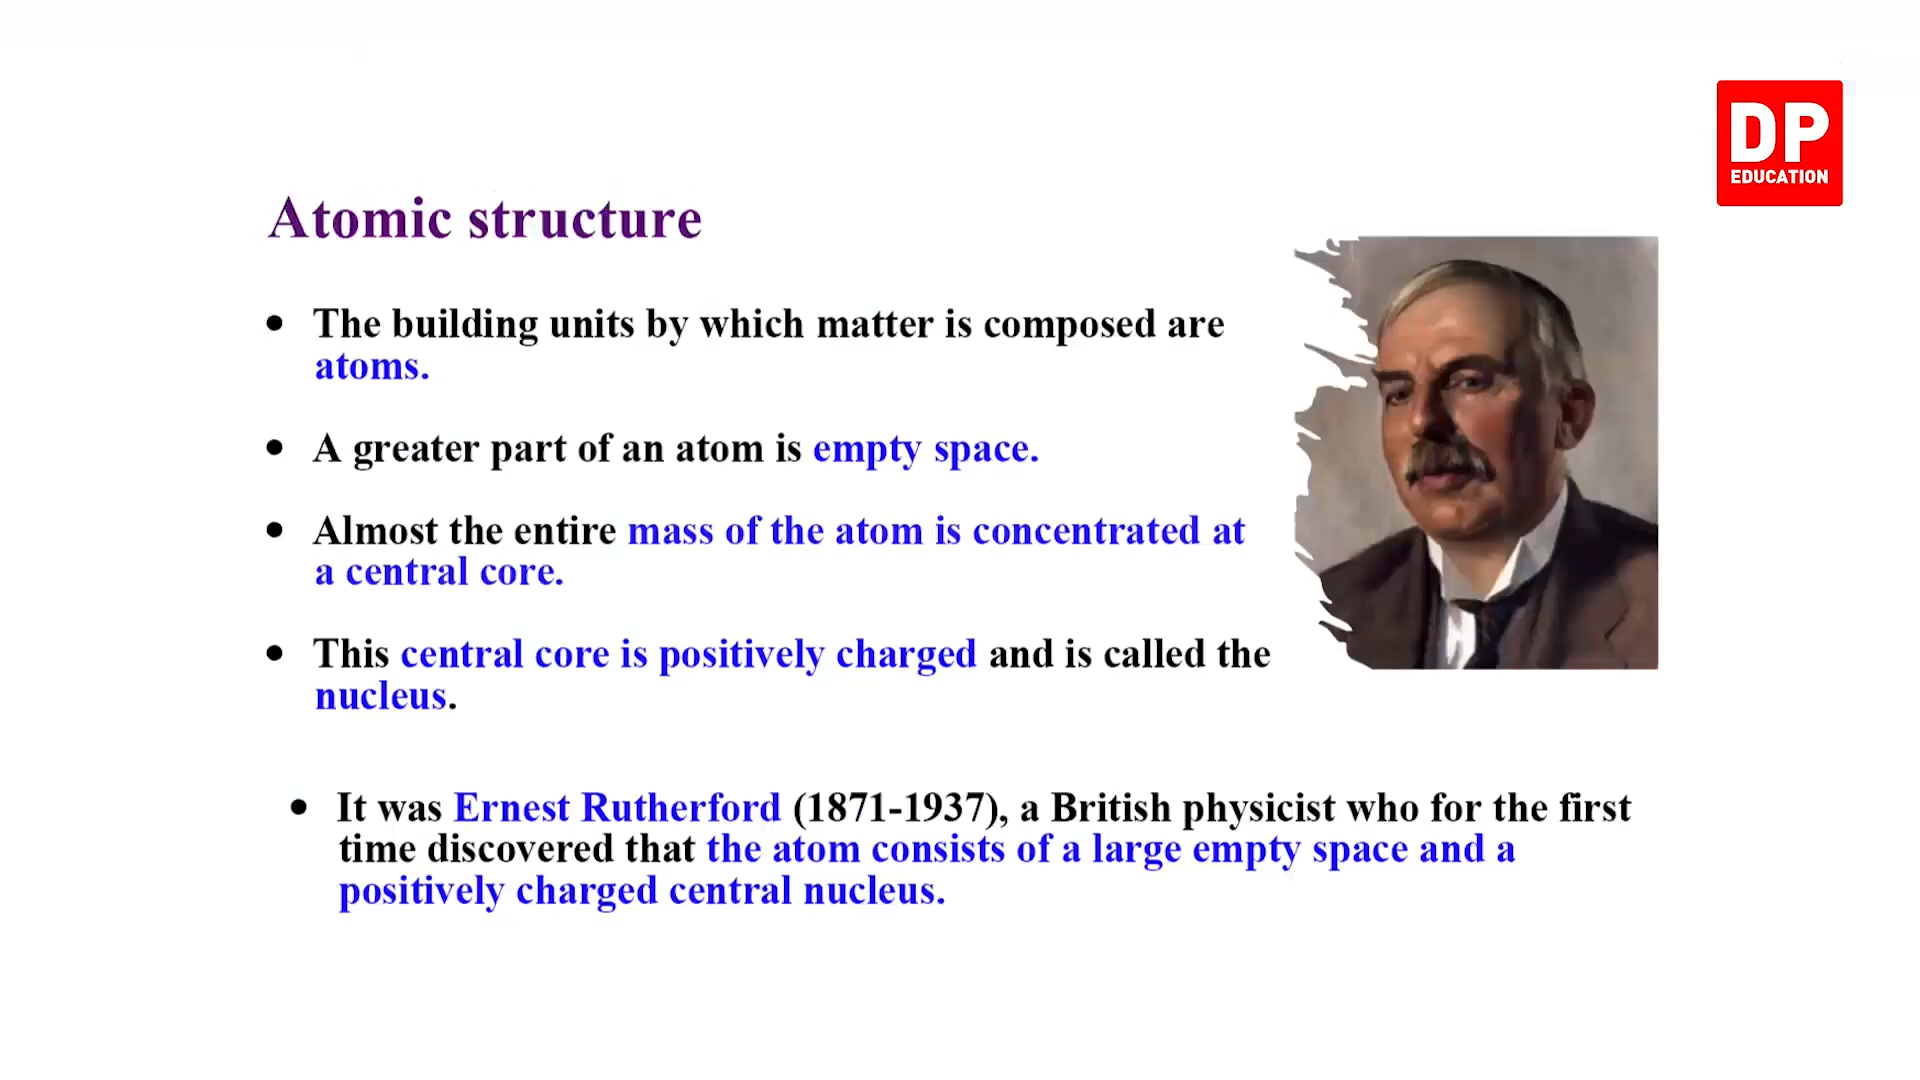 DP
EDUCATION
Atomic structure
• The building units by which matter is composed are
atoms.
• A greater part of an atom is empty space.
• Almost the entire mass of the atom is concentrated at
a central core.
• This central core is positively charged and is called the
nucleus.
• It was Ernest Rutherford (1871-1937), a British physicist who for the first
time discovered that the atom consists of a large empty space and a
positively charged central nucleus.